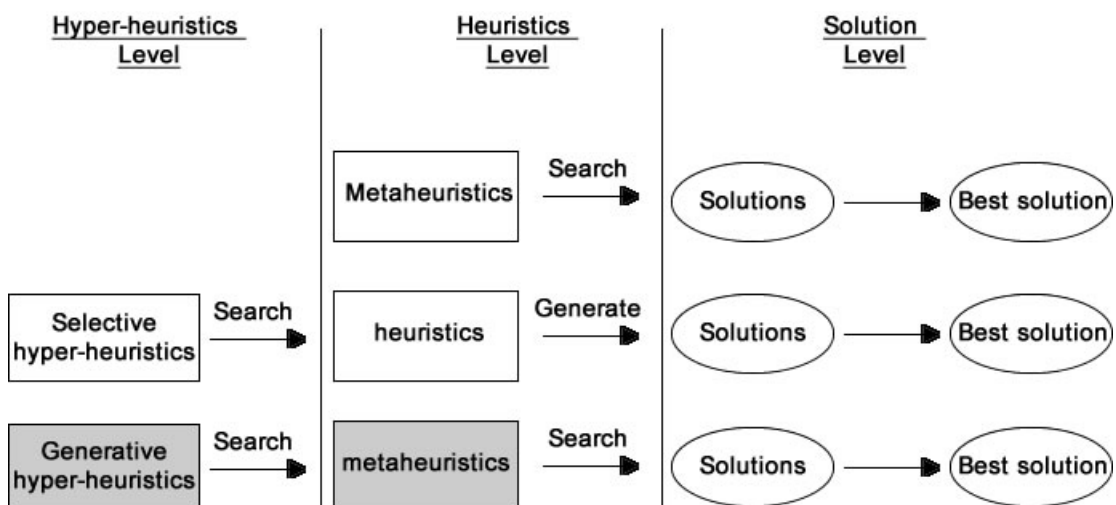 Hyper-heuristics
Level
Heuristics
Level
Solution
Level
Metaheuristics
Search
Solutions
Best solution
Selective
hyper-heuristics
Search
heuristics
Generate
Solutions
Best solution
Generative
hyper-heuristics
Search
metaheuristics
Search
Solutions
Best solution